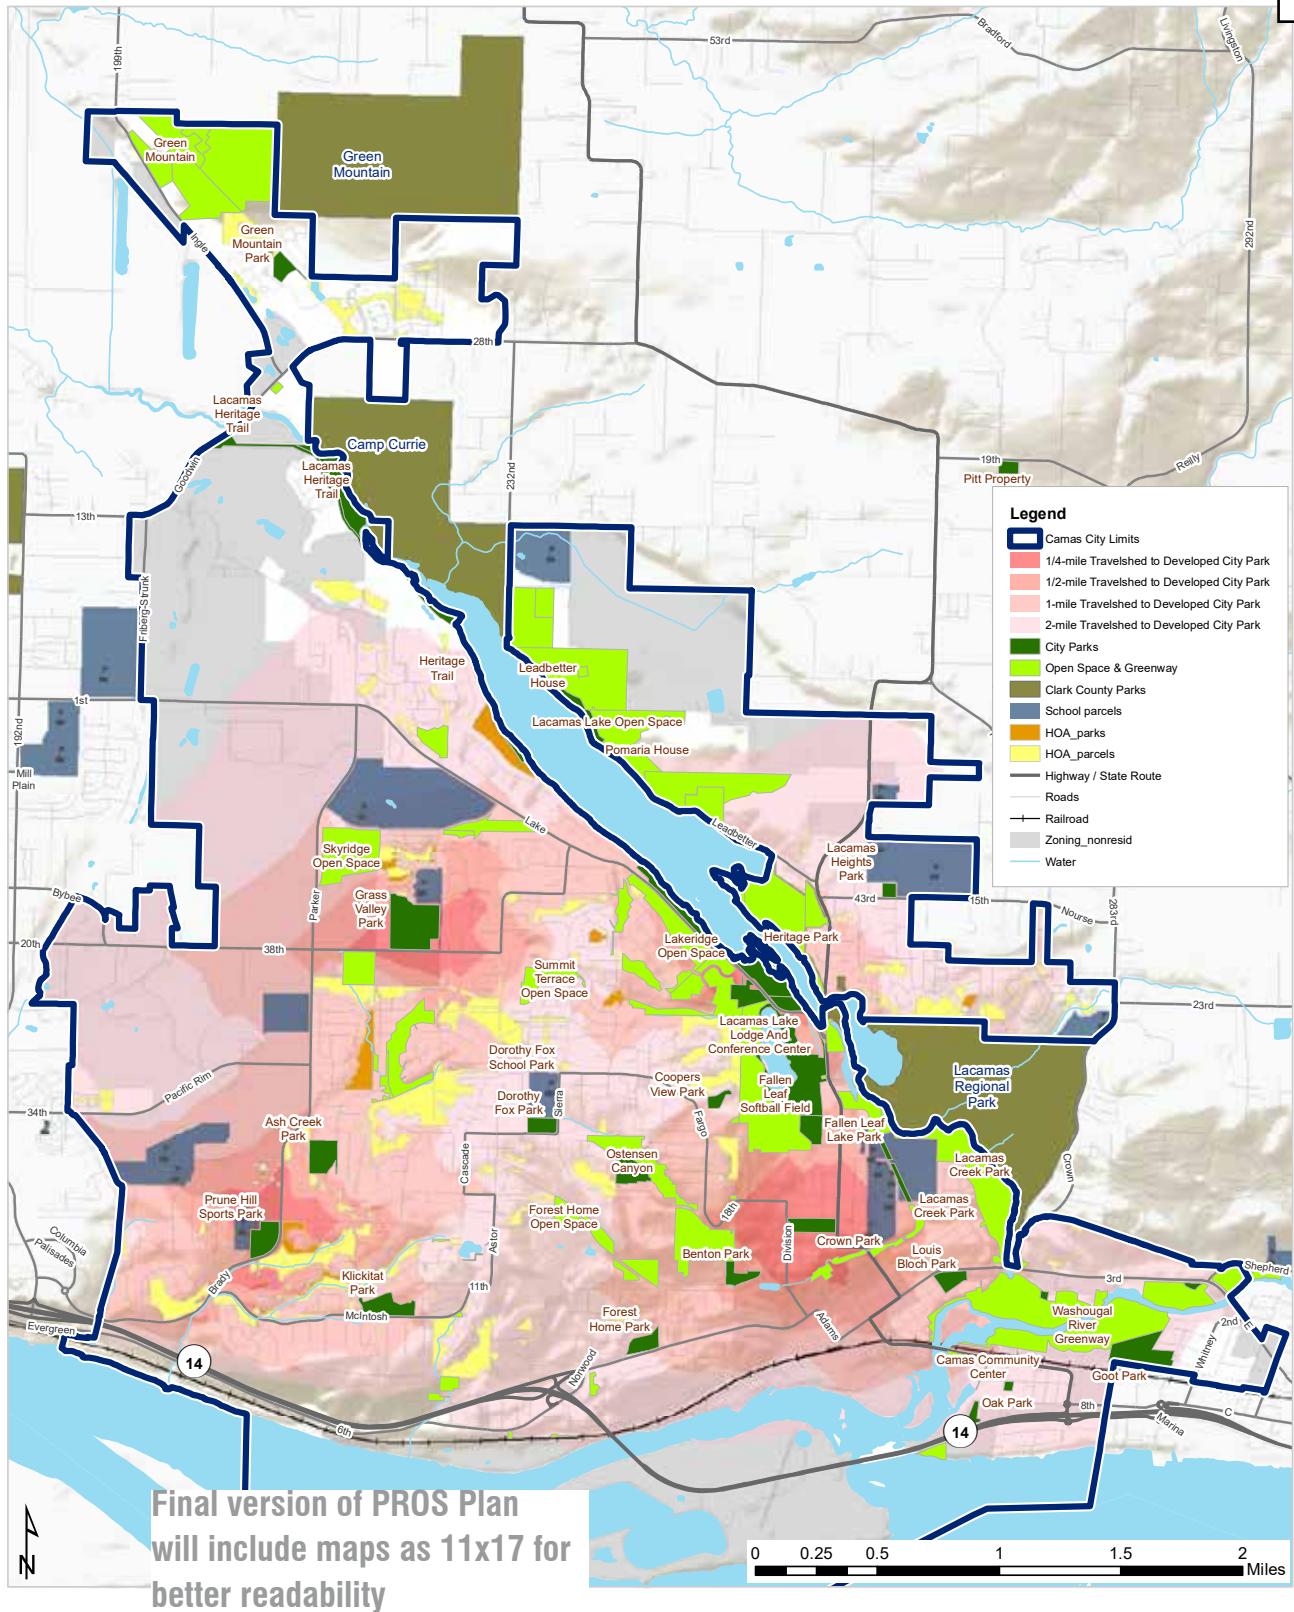 53rd
Bradford
Livingston
199th
Green
Mountain
Green
Mountain
Green
Mountain
Park
Ingle
292nd
28th
Lacamas
Heritage
Trail
Camp Currie
Lacamas
Heritage
Trail
Goodwin
232nd
19th
Reilly
Pitt Property
13th
Friberg-Strunk
Legend
Camas City Limits
1/4-mile Travelshed to Developed City Park
1/2-mile Travelshed to Developed City Park
1-mile Travelshed to Developed City Park
2-mile Travelshed to Developed City Park
City Parks
Open Space & Greenway
Clark County Parks
School parcels
HOA_parks
HOA_parcels
Highway / State Route
Roads
Railroad
Zoning_nonresid
Water
Heritage
Trail
Leadbetter
House
1st
192nd
Lacamas Lake Open Space
Pomaria House
Mill
Plain
Lake
Leadbetter
Skyridge
Open Space
Lacamas
Heights
Park
Bybee
Parker
Grass
Valley
Park
43rd
15th
Nourse
283rd
20th
38th
Lakeridge
Open Space
Heritage Park
Summit
Terrace
Open Space
23rd
Lacamas Lake
Lodge And
Conference Center
Dorothy Fox
School Park
Pacific Rim
Coopers
View Park
Fallen
Leaf
Softball Field
Lacamas
Regional
Park
34th
Dorothy
Fox Park
Sierra
Ash Creek
Park
Fargo
Fallen Leaf
Lake Park
Cascade
Ostensen
Canyon
Lacamas
Creek Park
Crown
Prune Hill
Sports Park
Lacamas
Creek Park
Forest Home
Open Space
18th
Columbia
Palisades
Astor
Division
Crown Park
Benton Park
Louis
Bloch Park
Shepherd
Brady
Klickitat
Park
11th
3rd
McIntosh
Forest
Home Park
Adams
Washougal
River
Greenway
2nd
E
Whitney
Evergreen
14
Norwood
Camas Community
Center
Goot Park
Oak Park
8th
C
Marina
6th
14
Final version of PROS Plan
will include maps as 11x17 for
better readability
N
0 0.25 0.5 1 1.5 2
Miles